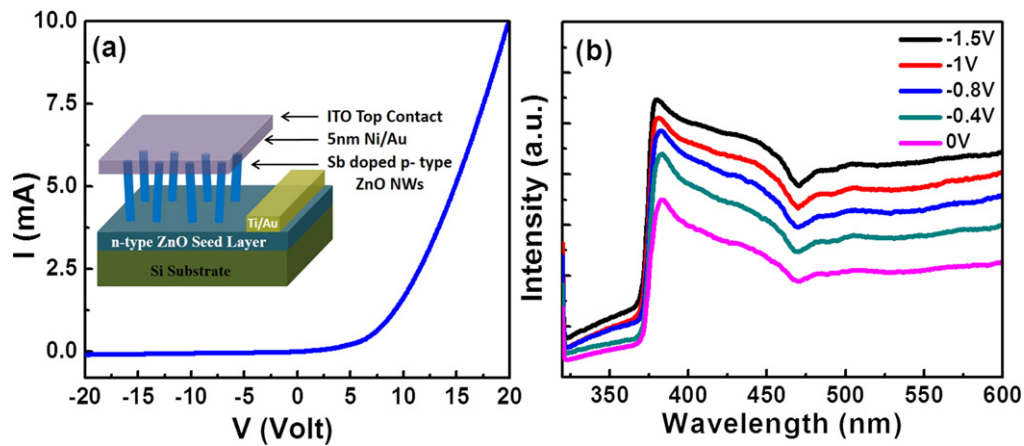 (a)
10.0
7.5
5.0
2.5
0.0
I (mA)
-20
-15
-10
-5
0
5
10
15
20
V (Volt)
ITO Top Contact
5nm Ni/Au
Sb doped p- type
ZnO NWs
Ti/Au
n-type ZnO Seed Layer
Si Substrate
(b)
-1.5V
-1V
-0.8V
-0.4V
0V
Intensity (a.u.)
350
400
450
500
550
600
Wavelength (nm)